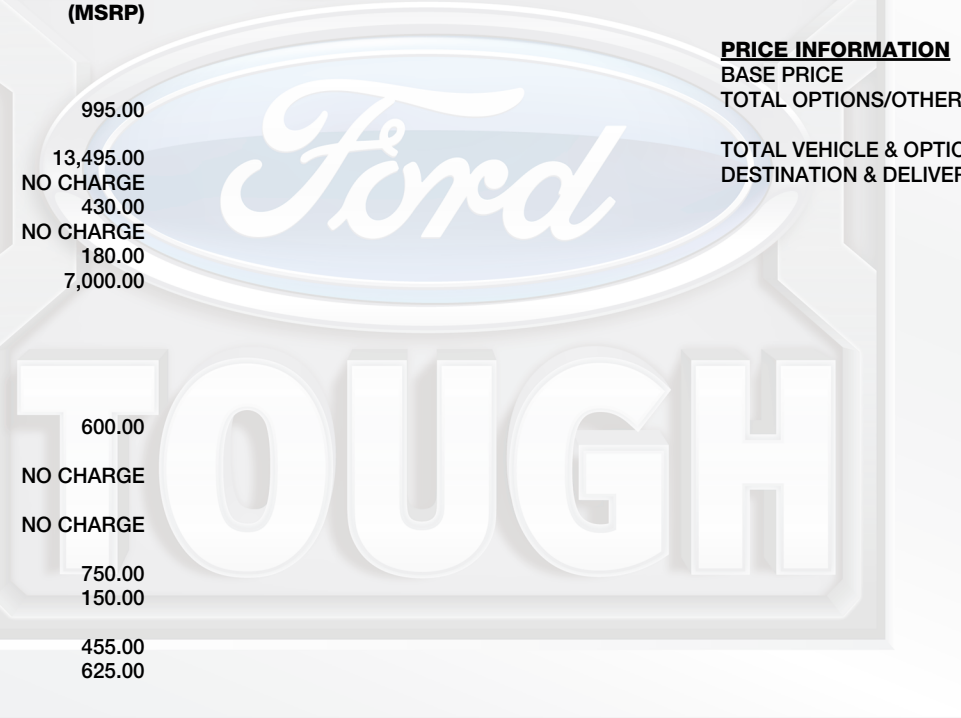 (MSRP)
995.00
13,495.00
NO CHARGE
430.00
NO CHARGE
180.00
7,000.00
600.00
NO CHARGE
NO CHARGE
750.00
150.00
455.00
625.00
PRICE INFORMATION
BASE PRICE
TOTAL OPTIONS/OTHER
TOTAL VEHICLE & OPTIO
DESTINATION & DELIVER
Ford
TOUGH